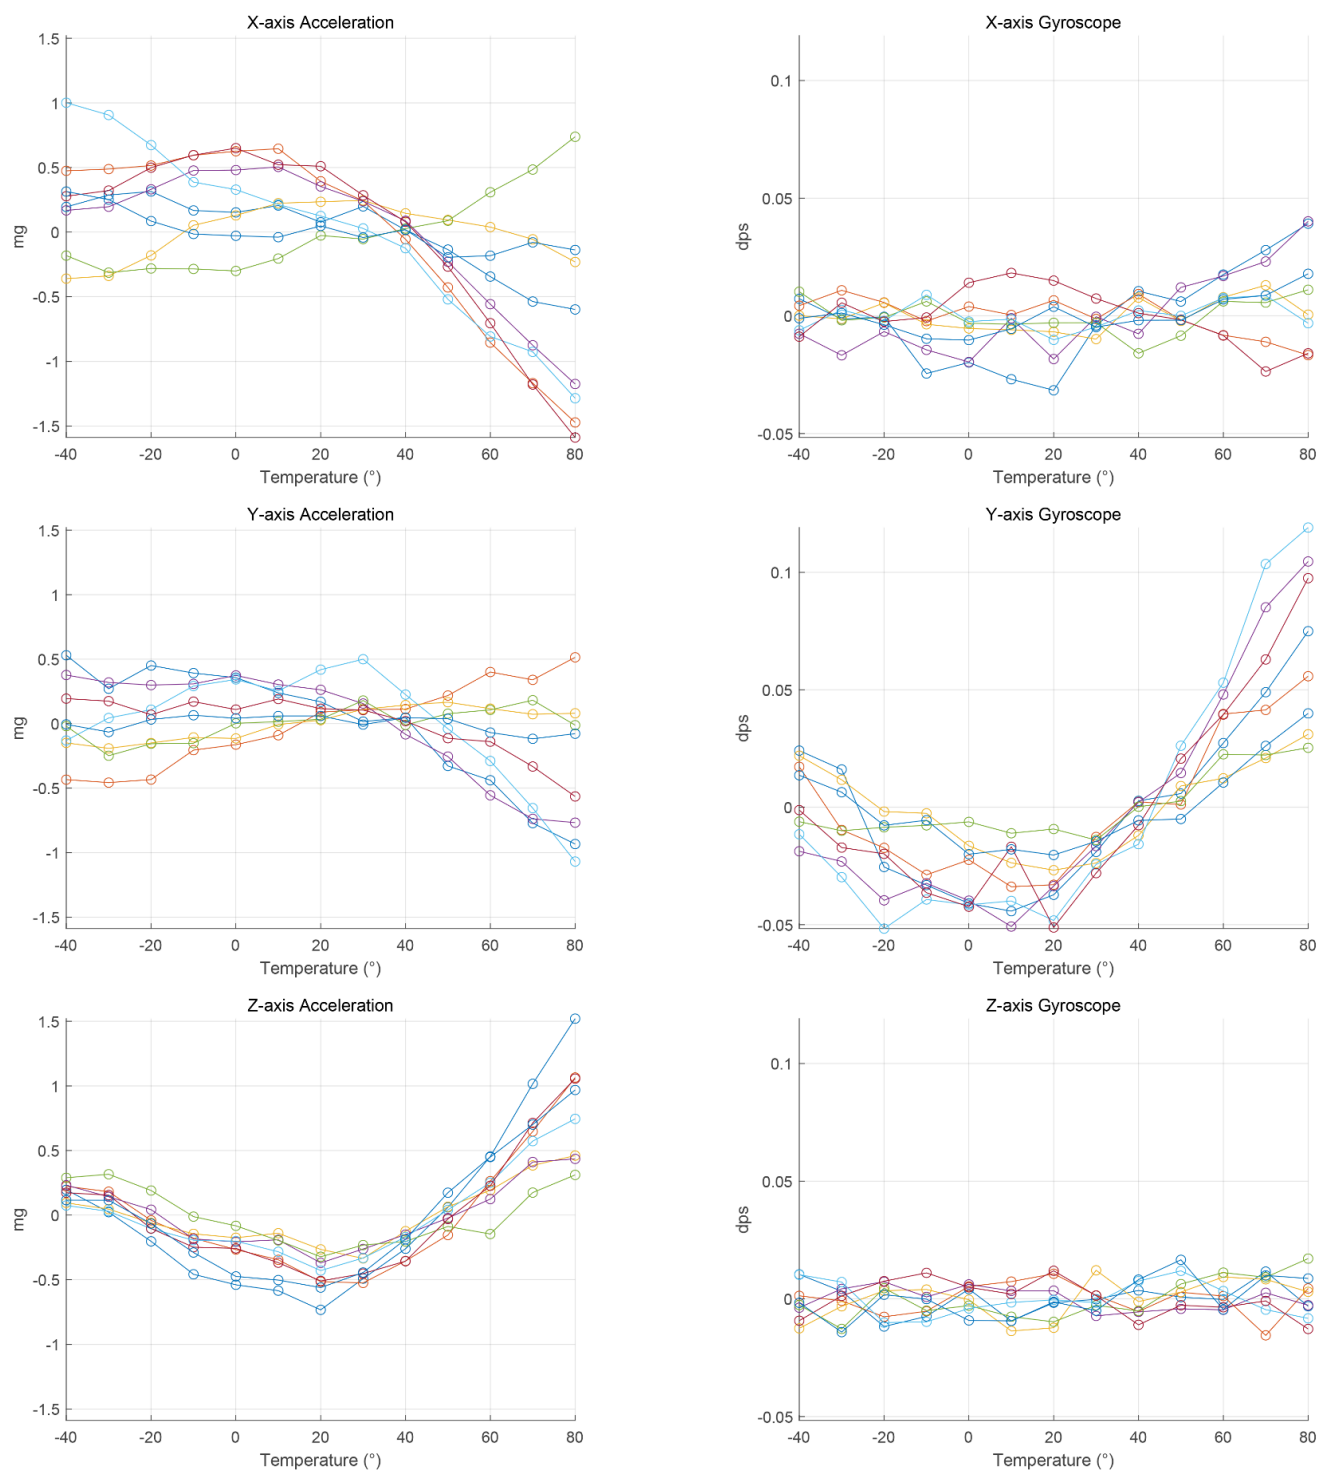 X-axis Acceleration
1.5
1
0.5
0
-0.5
-1
-1.5
mg
-40 -20 0 20 40 60 80
Temperature (°)
X-axis Gyroscope
0.1
0.05
0
-0.05
dps
-40 -20 0 20 40 60 80
Temperature (°)
Y-axis Acceleration
1.5
1
0.5
0
-0.5
-1
-1.5
mg
-40 -20 0 20 40 60 80
Temperature (°)
Y-axis Gyroscope
0.1
0.05
0
-0.05
dps
-40 -20 0 20 40 60 80
Temperature (°)
Z-axis Acceleration
1.5
1
0.5
0
-0.5
-1
-1.5
mg
-40 -20 0 20 40 60 80
Temperature (°)
Z-axis Gyroscope
0.1
0.05
0
-0.05
dps
-40 -20 0 20 40 60 80
Temperature (°)